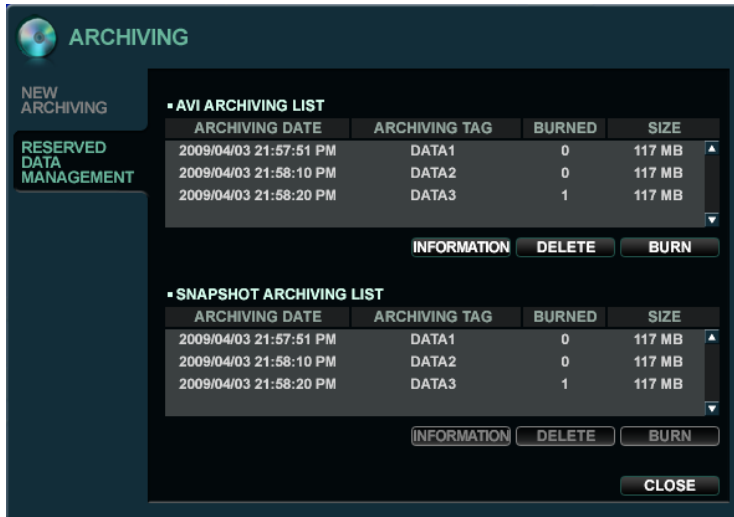 ARCHIVING
NEW
ARCHIVING
RESERVED
DATA
MANAGEMENT
▪ AVI ARCHIVING LIST
ARCHIVING DATE ARCHIVING TAG BURNED SIZE
2009/04/03 21:57:51 PM DATA1 0 117 MB
2009/04/03 21:58:10 PM DATA2 0 117 MB
2009/04/03 21:58:20 PM DATA3 1 117 MB
INFORMATION DELETE BURN
▪ SNAPSHOT ARCHIVING LIST
ARCHIVING DATE ARCHIVING TAG BURNED SIZE
2009/04/03 21:57:51 PM DATA1 0 117 MB
2009/04/03 21:58:10 PM DATA2 0 117 MB
2009/04/03 21:58:20 PM DATA3 1 117 MB
INFORMATION DELETE BURN
CLOSE